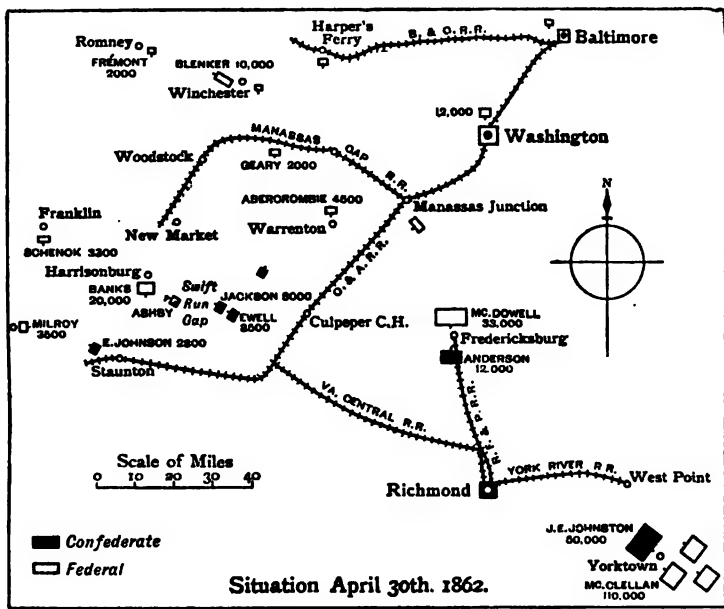 Harper's
Ferry
B. & O. R.R.
Baltimore
Romney
FRÉMONT
2000
BLENKER 10,000
Winchester
12,000
Washington
MANASSAS GAP R.R.
Woodstock
GEARY 2000
ABERCROMBIE 4500
Warrenton
Manassas Junction
N
Franklin
SCHENCK 3300
New Market
Harrisonburg
BANKS
20,000
ASHBY
Swift
Run
Gap
JACKSON 6000
EWELL
8500
O. & A. R.R.
Culpeper C.H.
MC.DOWELL
33,000
Fredericksburg
ANDERSON
12.000
MILROY
3500
E.JOHNSON 2800
Staunton
VA. CENTRAL R.R.
R. F. & P. R.R.
Scale of Miles
0 10 20 30 40
Richmond
YORK RIVER R.R.
West Point
J.E.JOHNSTON
Yorktown
MC.CLELLAN
110,000
Confederate
Federal
Situation April 30th. 1862.